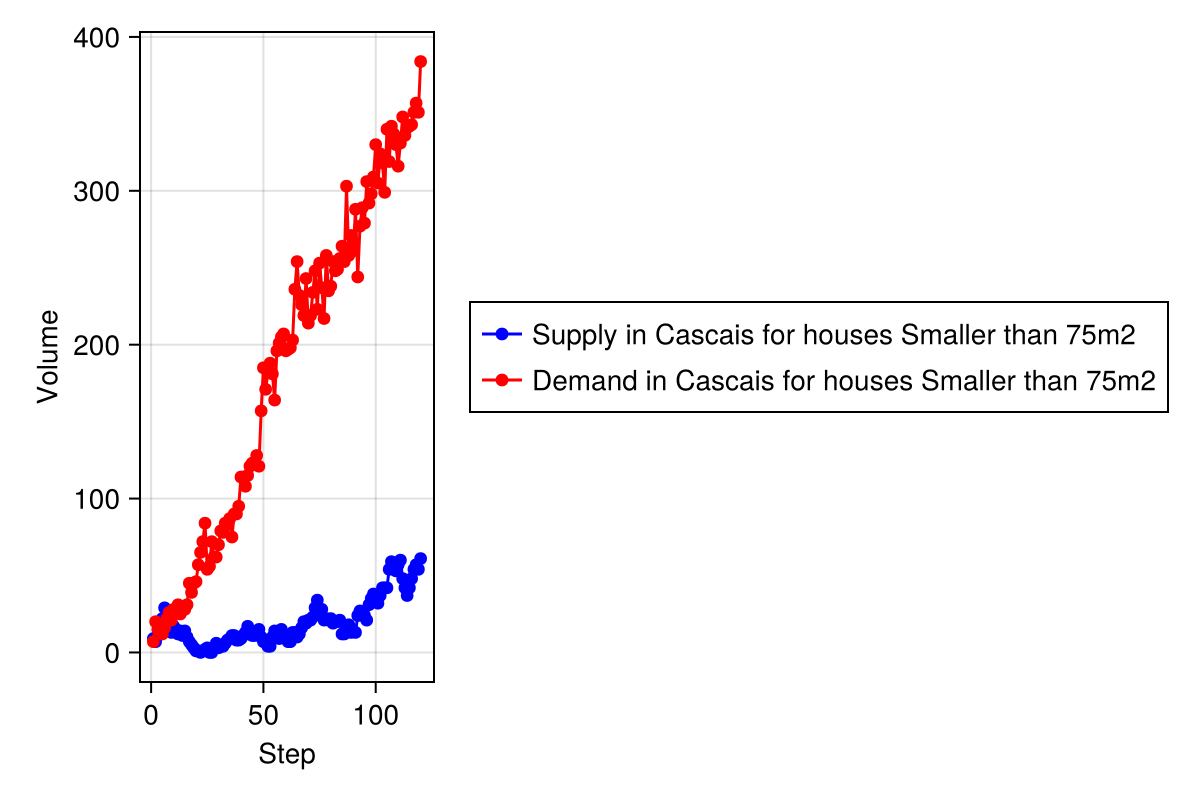 400
300
200
100
0
Volume
0 50 100
Step
Supply in Cascais for houses Smaller than 75m2
Demand in Cascais for houses Smaller than 75m2